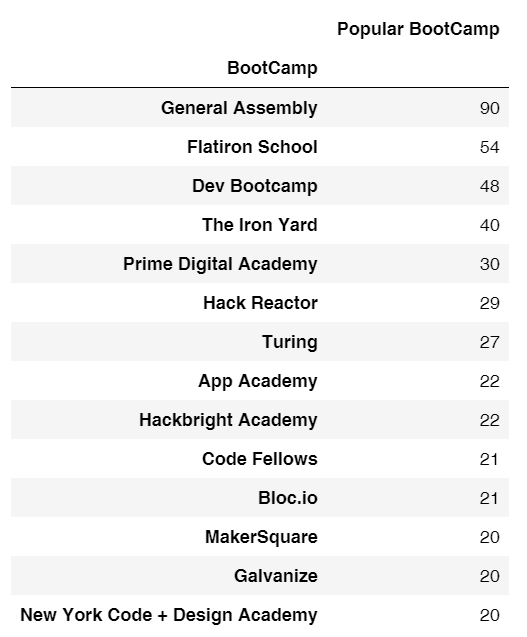 Popular BootCamp
BootCamp
General Assembly 90
Flatiron School 54
Dev Bootcamp 48
The Iron Yard 40
Prime Digital Academy 30
Hack Reactor 29
Turing 27
App Academy 22
Hackbright Academy 22
Code Fellows 21
Bloc.io 21
MakerSquare 20
Galvanize 20
New York Code + Design Academy 20